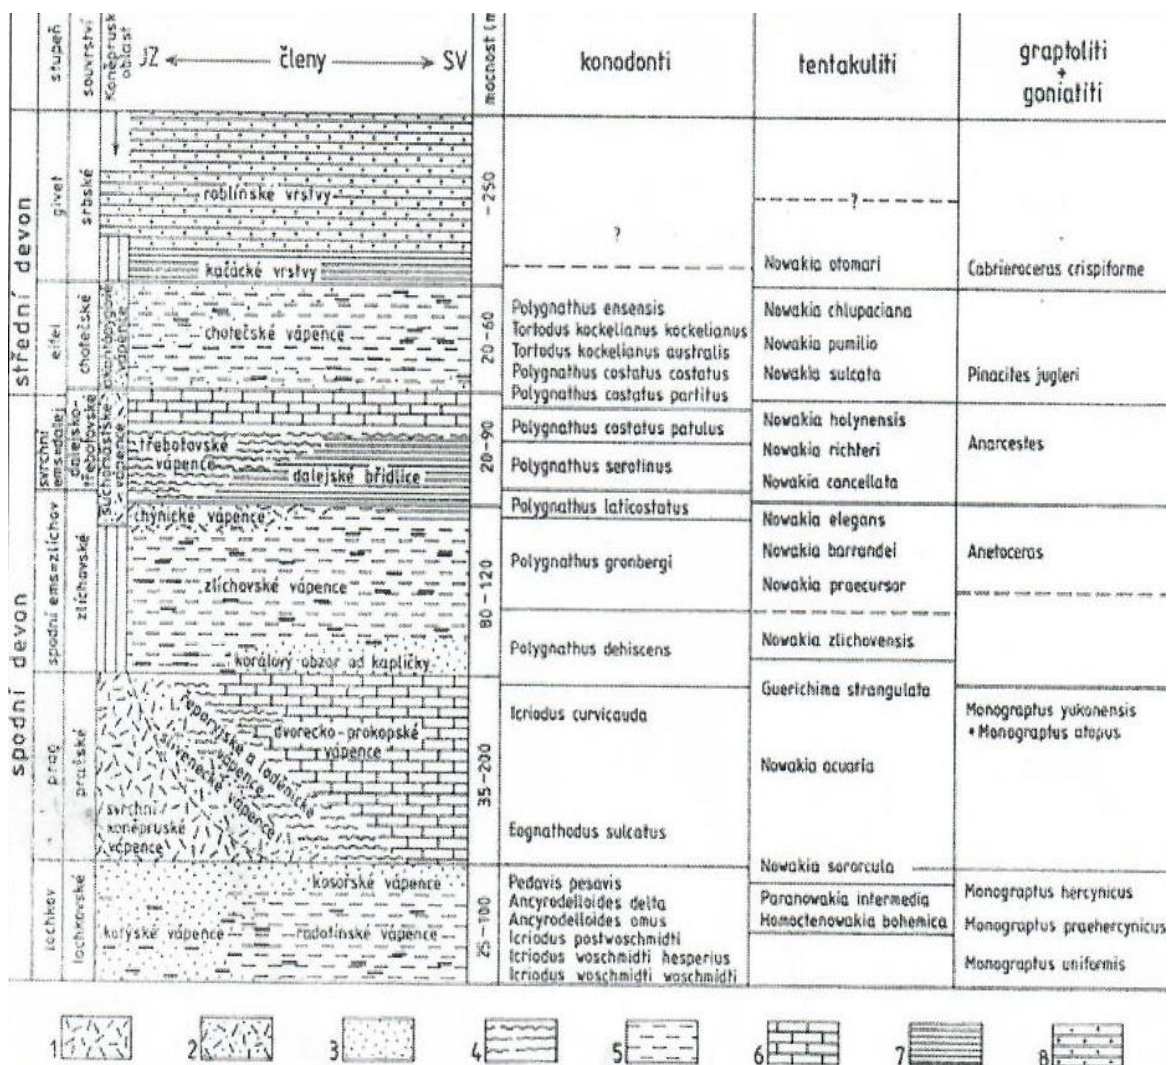 stupeň
souvrství
Koněpruská oblast
JZ ← členy → SV
mocnost (m
konodonti
tentakuliti
graptoliti
goniatiti
střední devon
givet
srbské
roblínské vrstvy
kačácké vrstvy
-250
?
?
Nowakia otomari
Cabrieroceras crispiforme
eifel
chotečské
akantopygové vápence
chotečské vápence
20-60
Polygnathus ensensis
Tortodus kockelianus kockelianus
Tortodus kockelianus australis
Polygnathus costatus costatus
Polygnathus costatus partitus
Nowakia chlupaciana
Nowakia pumilio
Nowakia sulcata
Pinacites jugleri
spodní devon
svrchní ems=dalej
dalejsko-třebotovské
suchomastské vápence
třebotovské vápence
dalejské břidlice
20-90
Polygnathus costatus patulus
Polygnathus serotinus
Polygnathus laticostatus
Nowakia holynensis
Nowakia richteri
Nowakia cancellata
Anarcestes
spodní ems=zlíchov
zlíchovské
chýnické vápence
zlíchovské vápence
korálový obzor od kapličky
80-120
Polygnathus gronbergi
Polygnathus dehiscens
Nowakia elegans
Nowakia barrandei
Nowakia praecursor
Nowakia zlichovensis
Anetoceras
prag
pražské
řeporyjské a loděnické vápence
slivenecké vápence
dvorecko-prokopské vápence
svrchní koněpruské vápence
35-200
Icriodus curvicauda
Eognathodus sulcatus
Guerichima strangulata
Nowakia acuaria
Nowakia sororcula
Monograptus yukonensis
• Monograptus atopus
lochkov
lochkovské
kosořské vápence
kotýské vápence
radotínské vápence
25-100
Pedavis pesavis
Ancyrodelloides delta
Ancyrodelloides omus
Icriodus postwoschmidti
Icriodus woschmidti hesperius
Icriodus woschmidti woschmidti
Paranowakia intermedia
Homoctenowakia bohemica
Monograptus hercynicus
Monograptus praehercynicus
Monograptus uniformis
1 2 3 4 5 6 7 8